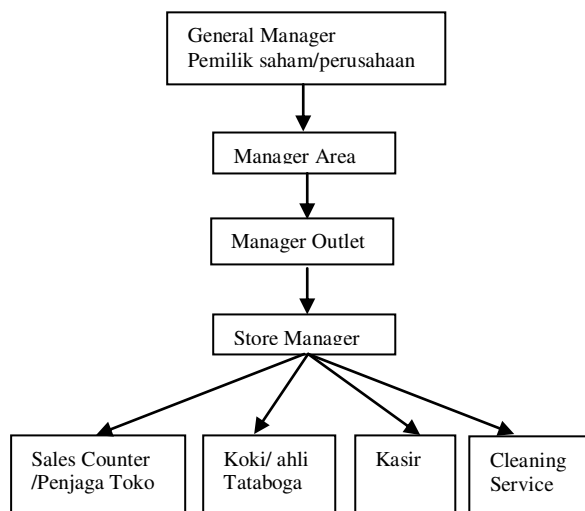 General Manager
Pemilik saham/perusahaan
Manager Area
Manager Outlet
Store Manager
Sales Counter
/Penjaga Toko
Koki/ ahli
Tataboga
Kasir
Cleaning
Service